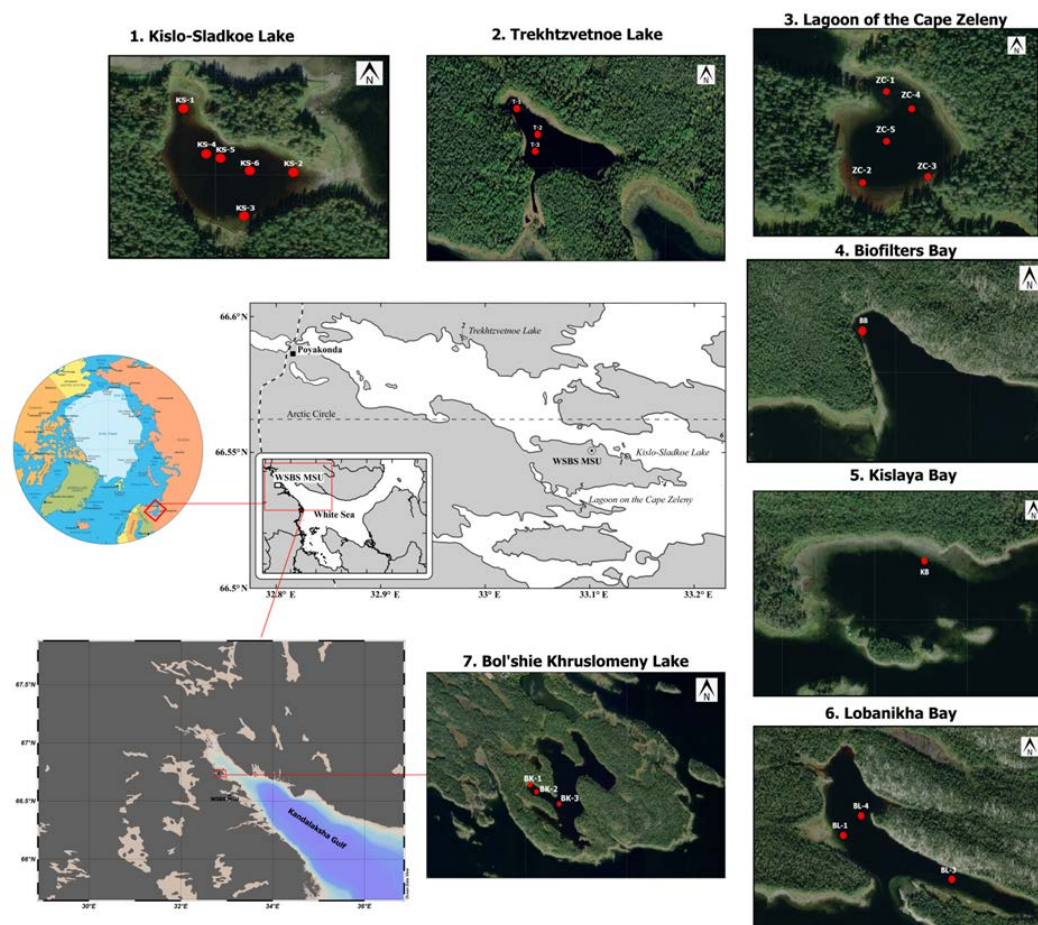 1. Kislo-Sladkoe Lake
KS-1
KS-4
KS-5
KS-6
KS-2
KS-3
2. Trekhtzvetnoe Lake
T-1
T-2
T-3
3. Lagoon of the Cape Zeleny
ZC-1
ZC-4
ZC-5
ZC-2
ZC-3
4. Biofilters Bay
BB
5. Kislaya Bay
KB
6. Lobanikha Bay
BL-4
BL-1
BL-3
7. Bol'shie Khruslomeny Lake
BK-1
BK-2
BK-3
66.6°N
66.55°N
66.5°N
32.8° E
32.9° E
33° E
33.1° E
33.2° E
Poyakonda
2
Trekhtzvetnoe Lake
Arctic Circle
WSBS MSU
Kislo-Sladkoe Lake
Lagoon on the Cape Zeleny
6
WSBS MSU
White Sea
67.5°N
67°N
66.5°N
66°N
30°E
32°E
34°E
36°E
Kandalaksha Gulf
N
N
N
N
N
N
N